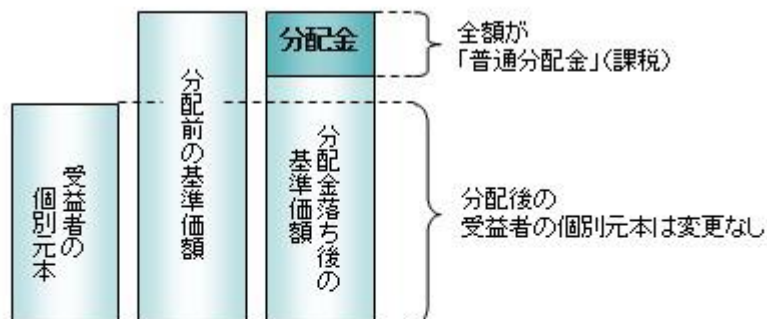 受益者の
個別元本
分配前の基準価額
分配金
分配金落ち後の
基準価額
全額が
「普通分配金」(課税)
分配後の
受益者の個別元本は変更なし